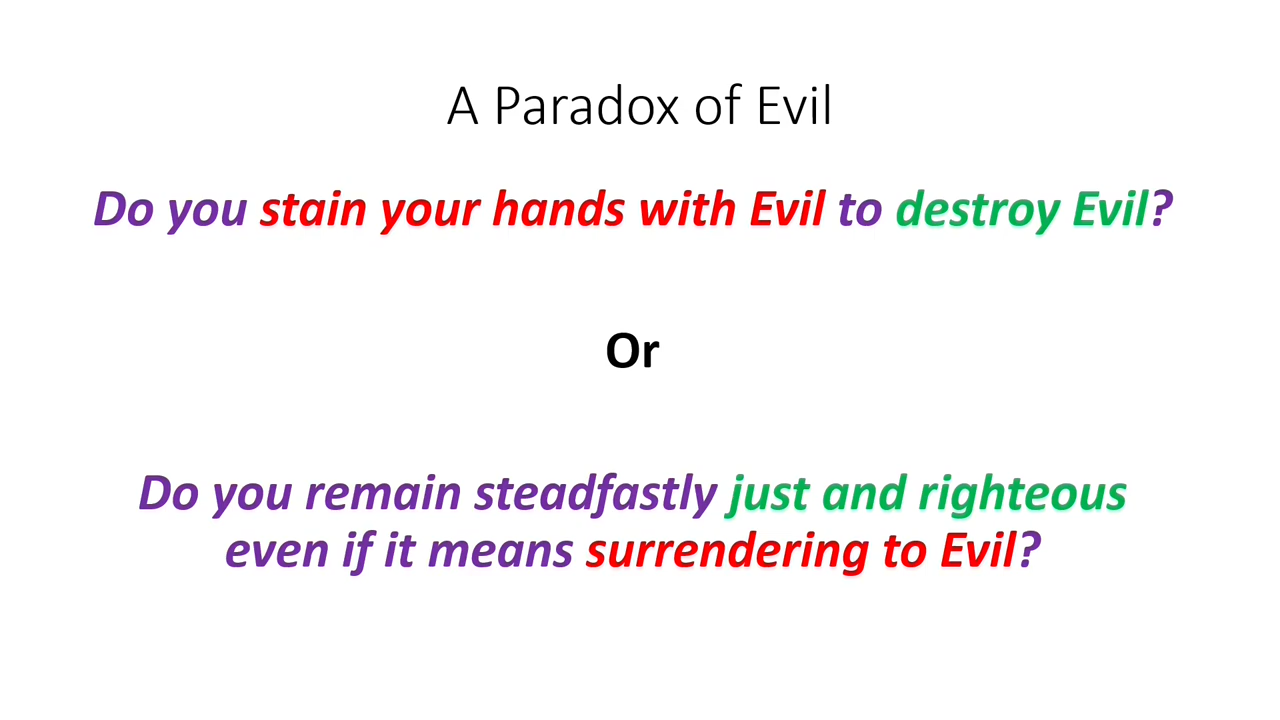 A Paradox of Evil
Do you stain your hands with Evil to destroy Evil?
Or
Do you remain steadfastly just and righteous
even if it means surrendering to Evil?